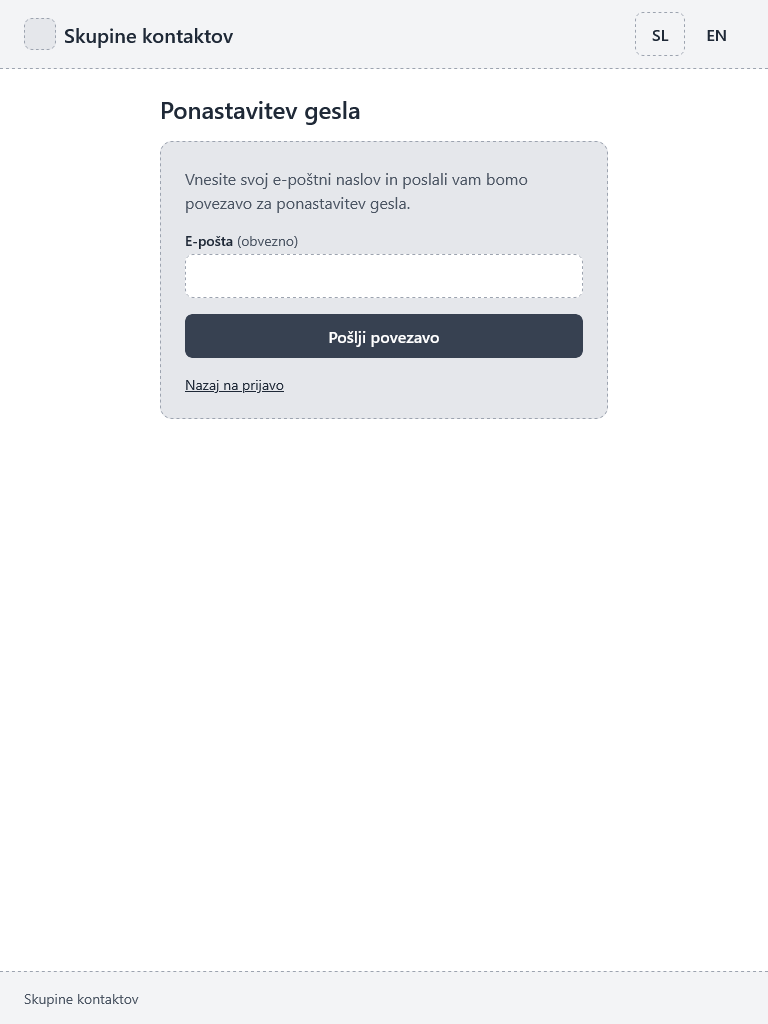 Skupine kontaktov
SL
EN
Ponastavitev gesla
Vnesite svoj e-poštni naslov in poslali vam bomo
povezavo za ponastavitev gesla.
E-pošta (obvezno)
Pošlji povezavo
Nazaj na prijavo
Skupine kontaktov